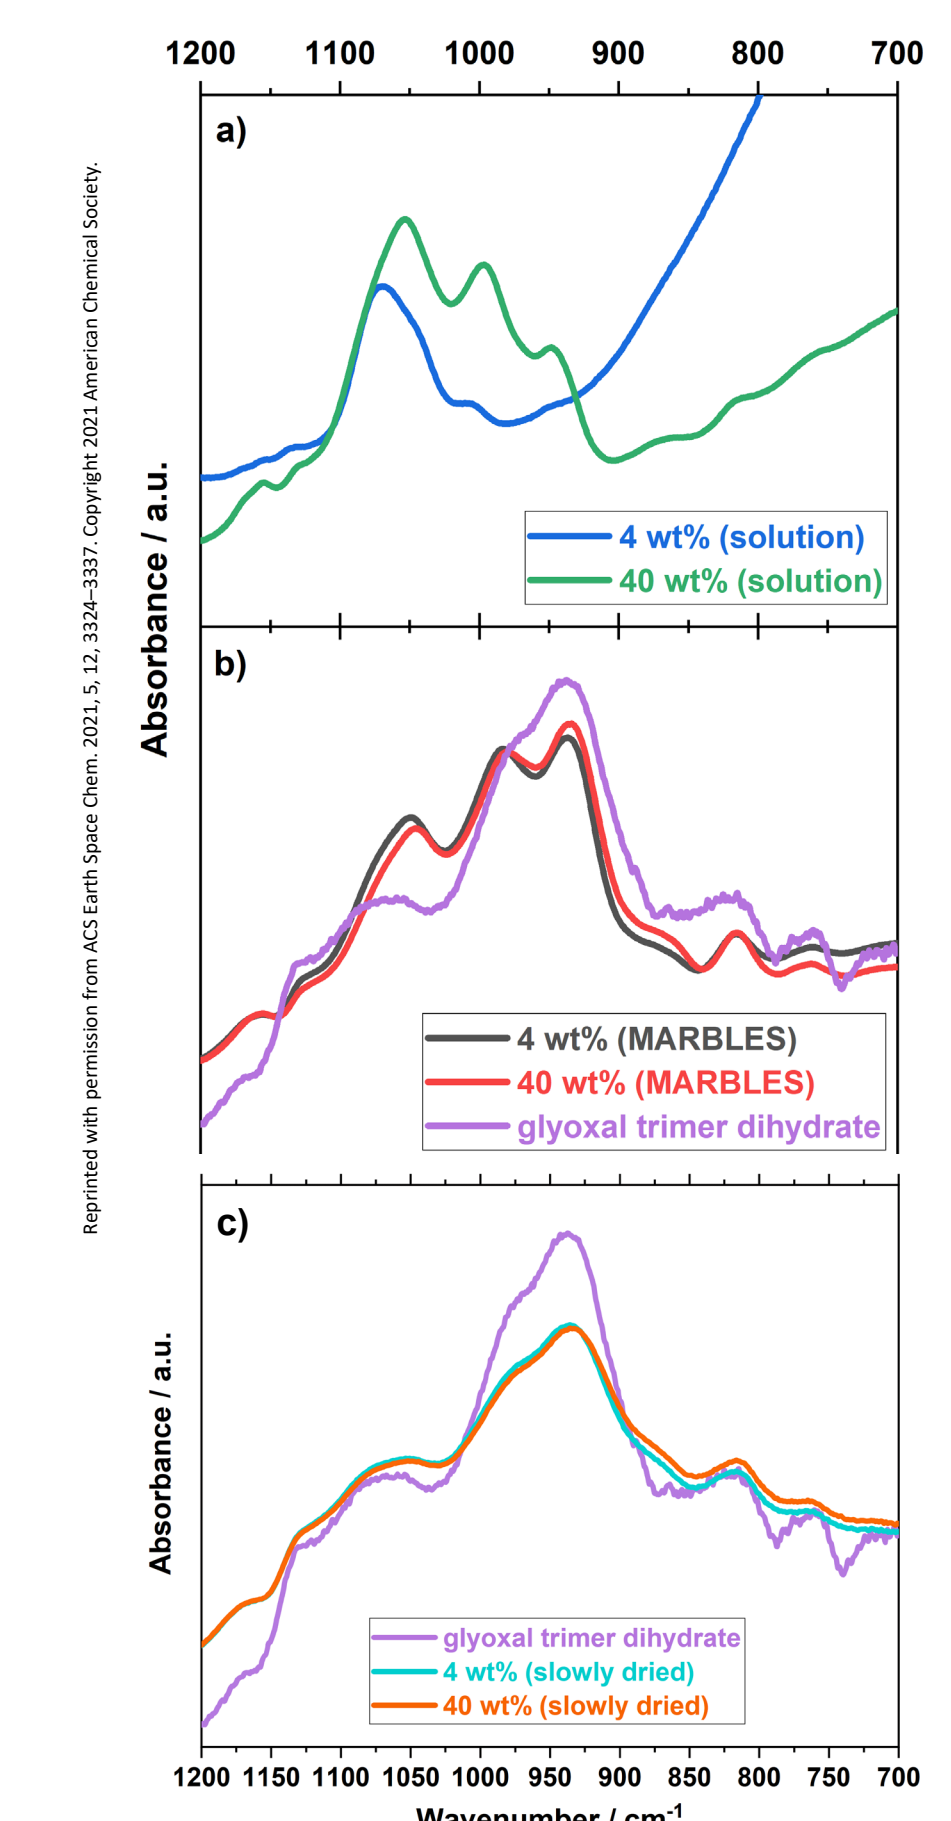 1200 1100 1000 900 800 700
a)
4 wt% (solution)
40 wt% (solution)
b)
4 wt% (MARBLES)
40 wt% (MARBLES)
glyoxal trimer dihydrate
c)
glyoxal trimer dihydrate
4 wt% (slowly dried)
40 wt% (slowly dried)
1200 1150 1100 1050 1000 950 900 850 800 750 700
Wavenumber / cm-1
Absorbance / a.u.
Absorbance / a.u.
Reprinted with permission from ACS Earth Space Chem. 2021, 5, 12, 3324–3337. Copyright 2021 American Chemical Society.